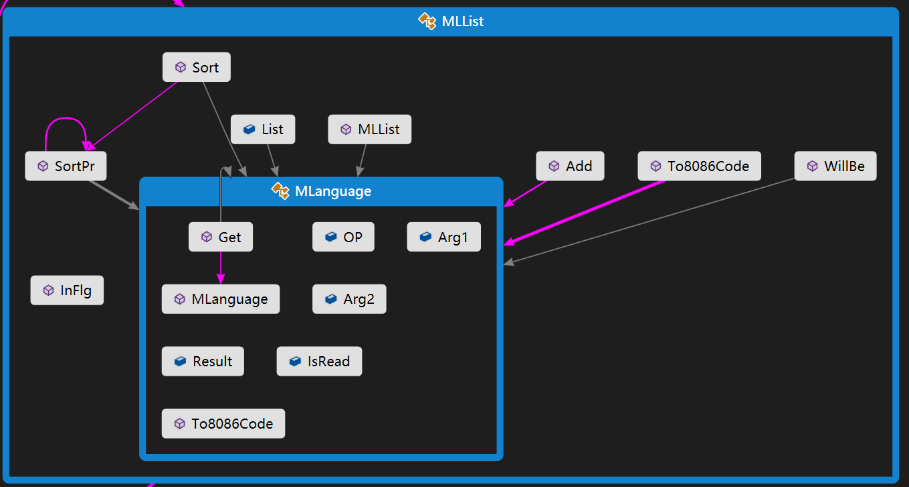 MLList
Sort
List
MLList
SortPr
Add
To8086Code
WillBe
MLanguage
Get
OP
Arg1
InFlg
MLanguage
Arg2
Result
IsRead
To8086Code